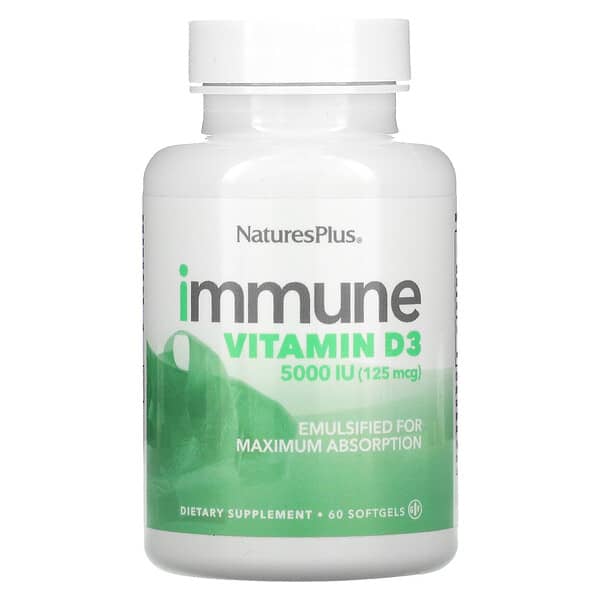 NaturesPlus®
immune
VITAMIN D3
5000 IU (125 mcg)
EMULSIFIED FOR
MAXIMUM ABSORPTION
DIETARY SUPPLEMENT • 60 SOFTGELS